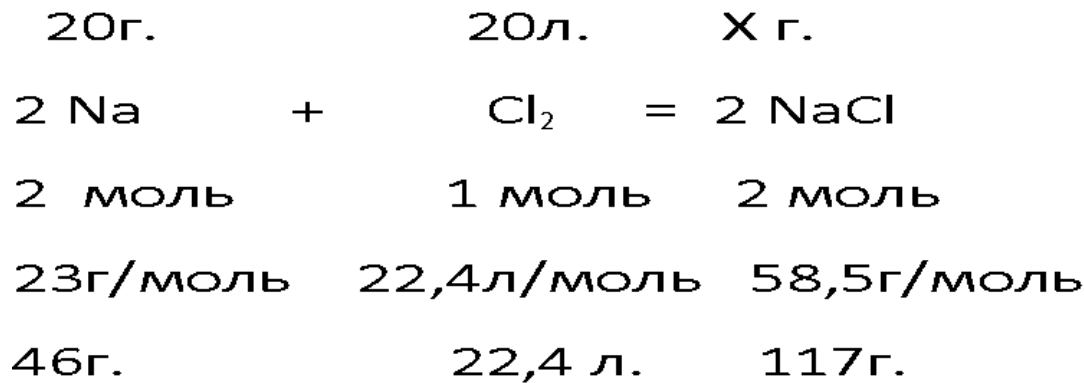 20г. 20л. Х г.
2 Na + Cl₂ = 2 NaCl
2 моль 1 моль 2 моль
23г/моль 22,4л/моль 58,5г/моль
46г. 22,4 л. 117г.